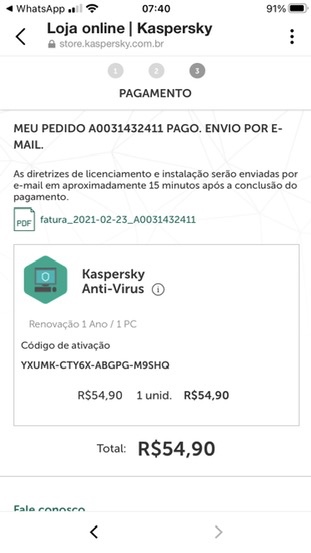 WhatsApp 07:40 91%
Loja online | Kaspersky
store.kaspersky.com.br
1 2 3
PAGAMENTO
MEU PEDIDO A0031432411 PAGO. ENVIO POR E-
MAIL.
As diretrizes de licenciamento e instalação serão enviadas por
e-mail em aproximadamente 15 minutos após a conclusão do
pagamento.
PDF fatura_2021-02-23_A0031432411
Kaspersky
Anti-Virus
Renovação 1 Ano / 1 PC
Código de ativação
YXUMK-CTY6X-ABGPG-M9SHQ
R$54,90 1 unid. R$54,90
Total: R$54,90
Fale conosco